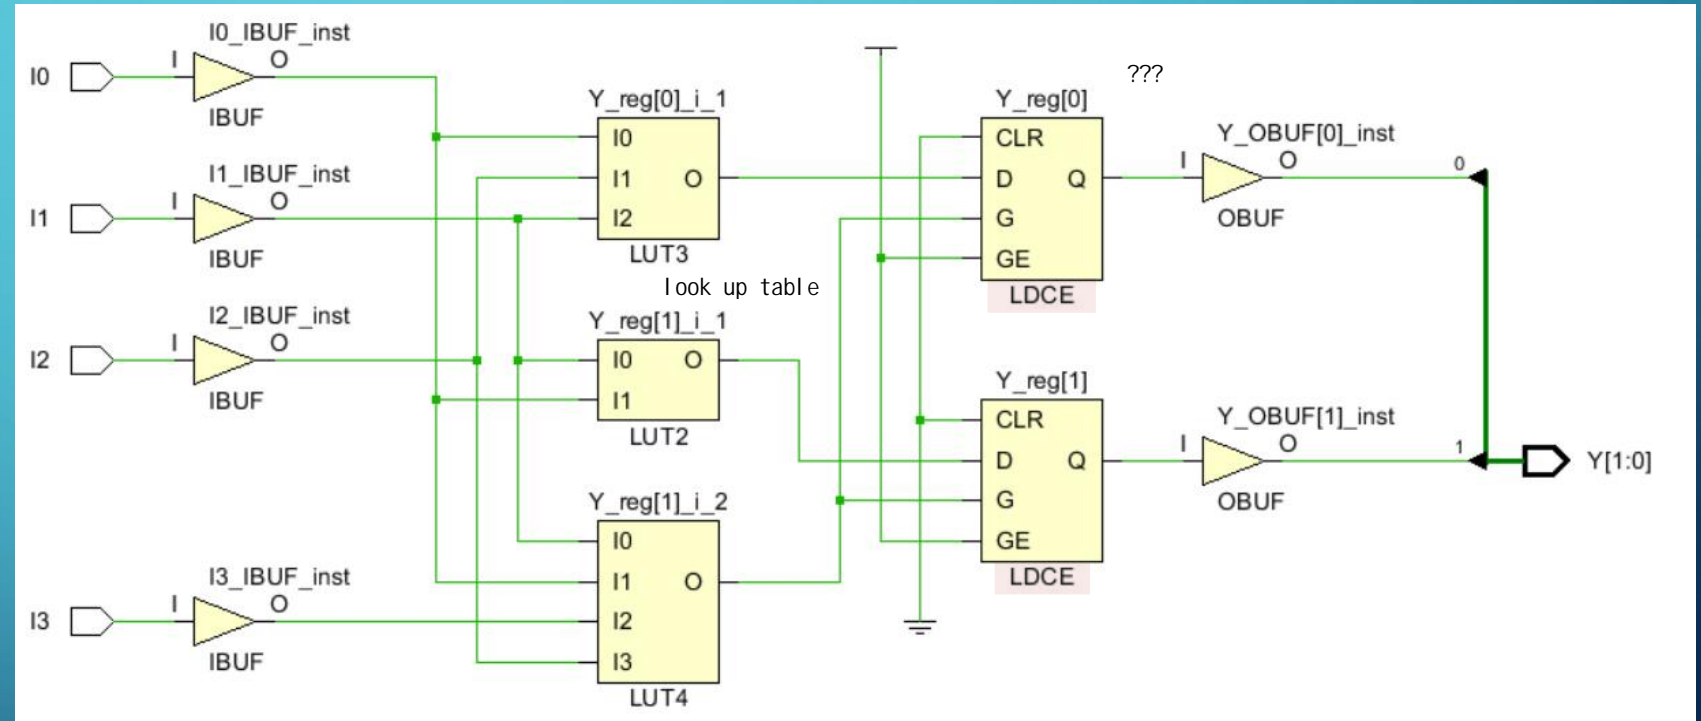 I0_IBUF_inst
I0
I
O
IBUF
I1_IBUF_inst
I1
I
O
IBUF
I2_IBUF_inst
I2
I
O
IBUF
I3_IBUF_inst
I3
I
O
IBUF
Y_reg[0]_i_1
I0
I1
O
I2
LUT3
look up table
Y_reg[1]_i_1
I0
O
I1
LUT2
Y_reg[1]_i_2
I0
I1
O
I2
I3
LUT4
???
Y_reg[0]
CLR
D
Q
G
GE
LDCE
Y_reg[1]
CLR
D
Q
G
GE
LDCE
Y_OBUF[0]_inst
I
O
OBUF
0
Y_OBUF[1]_inst
I
O
OBUF
1
Y[1:0]